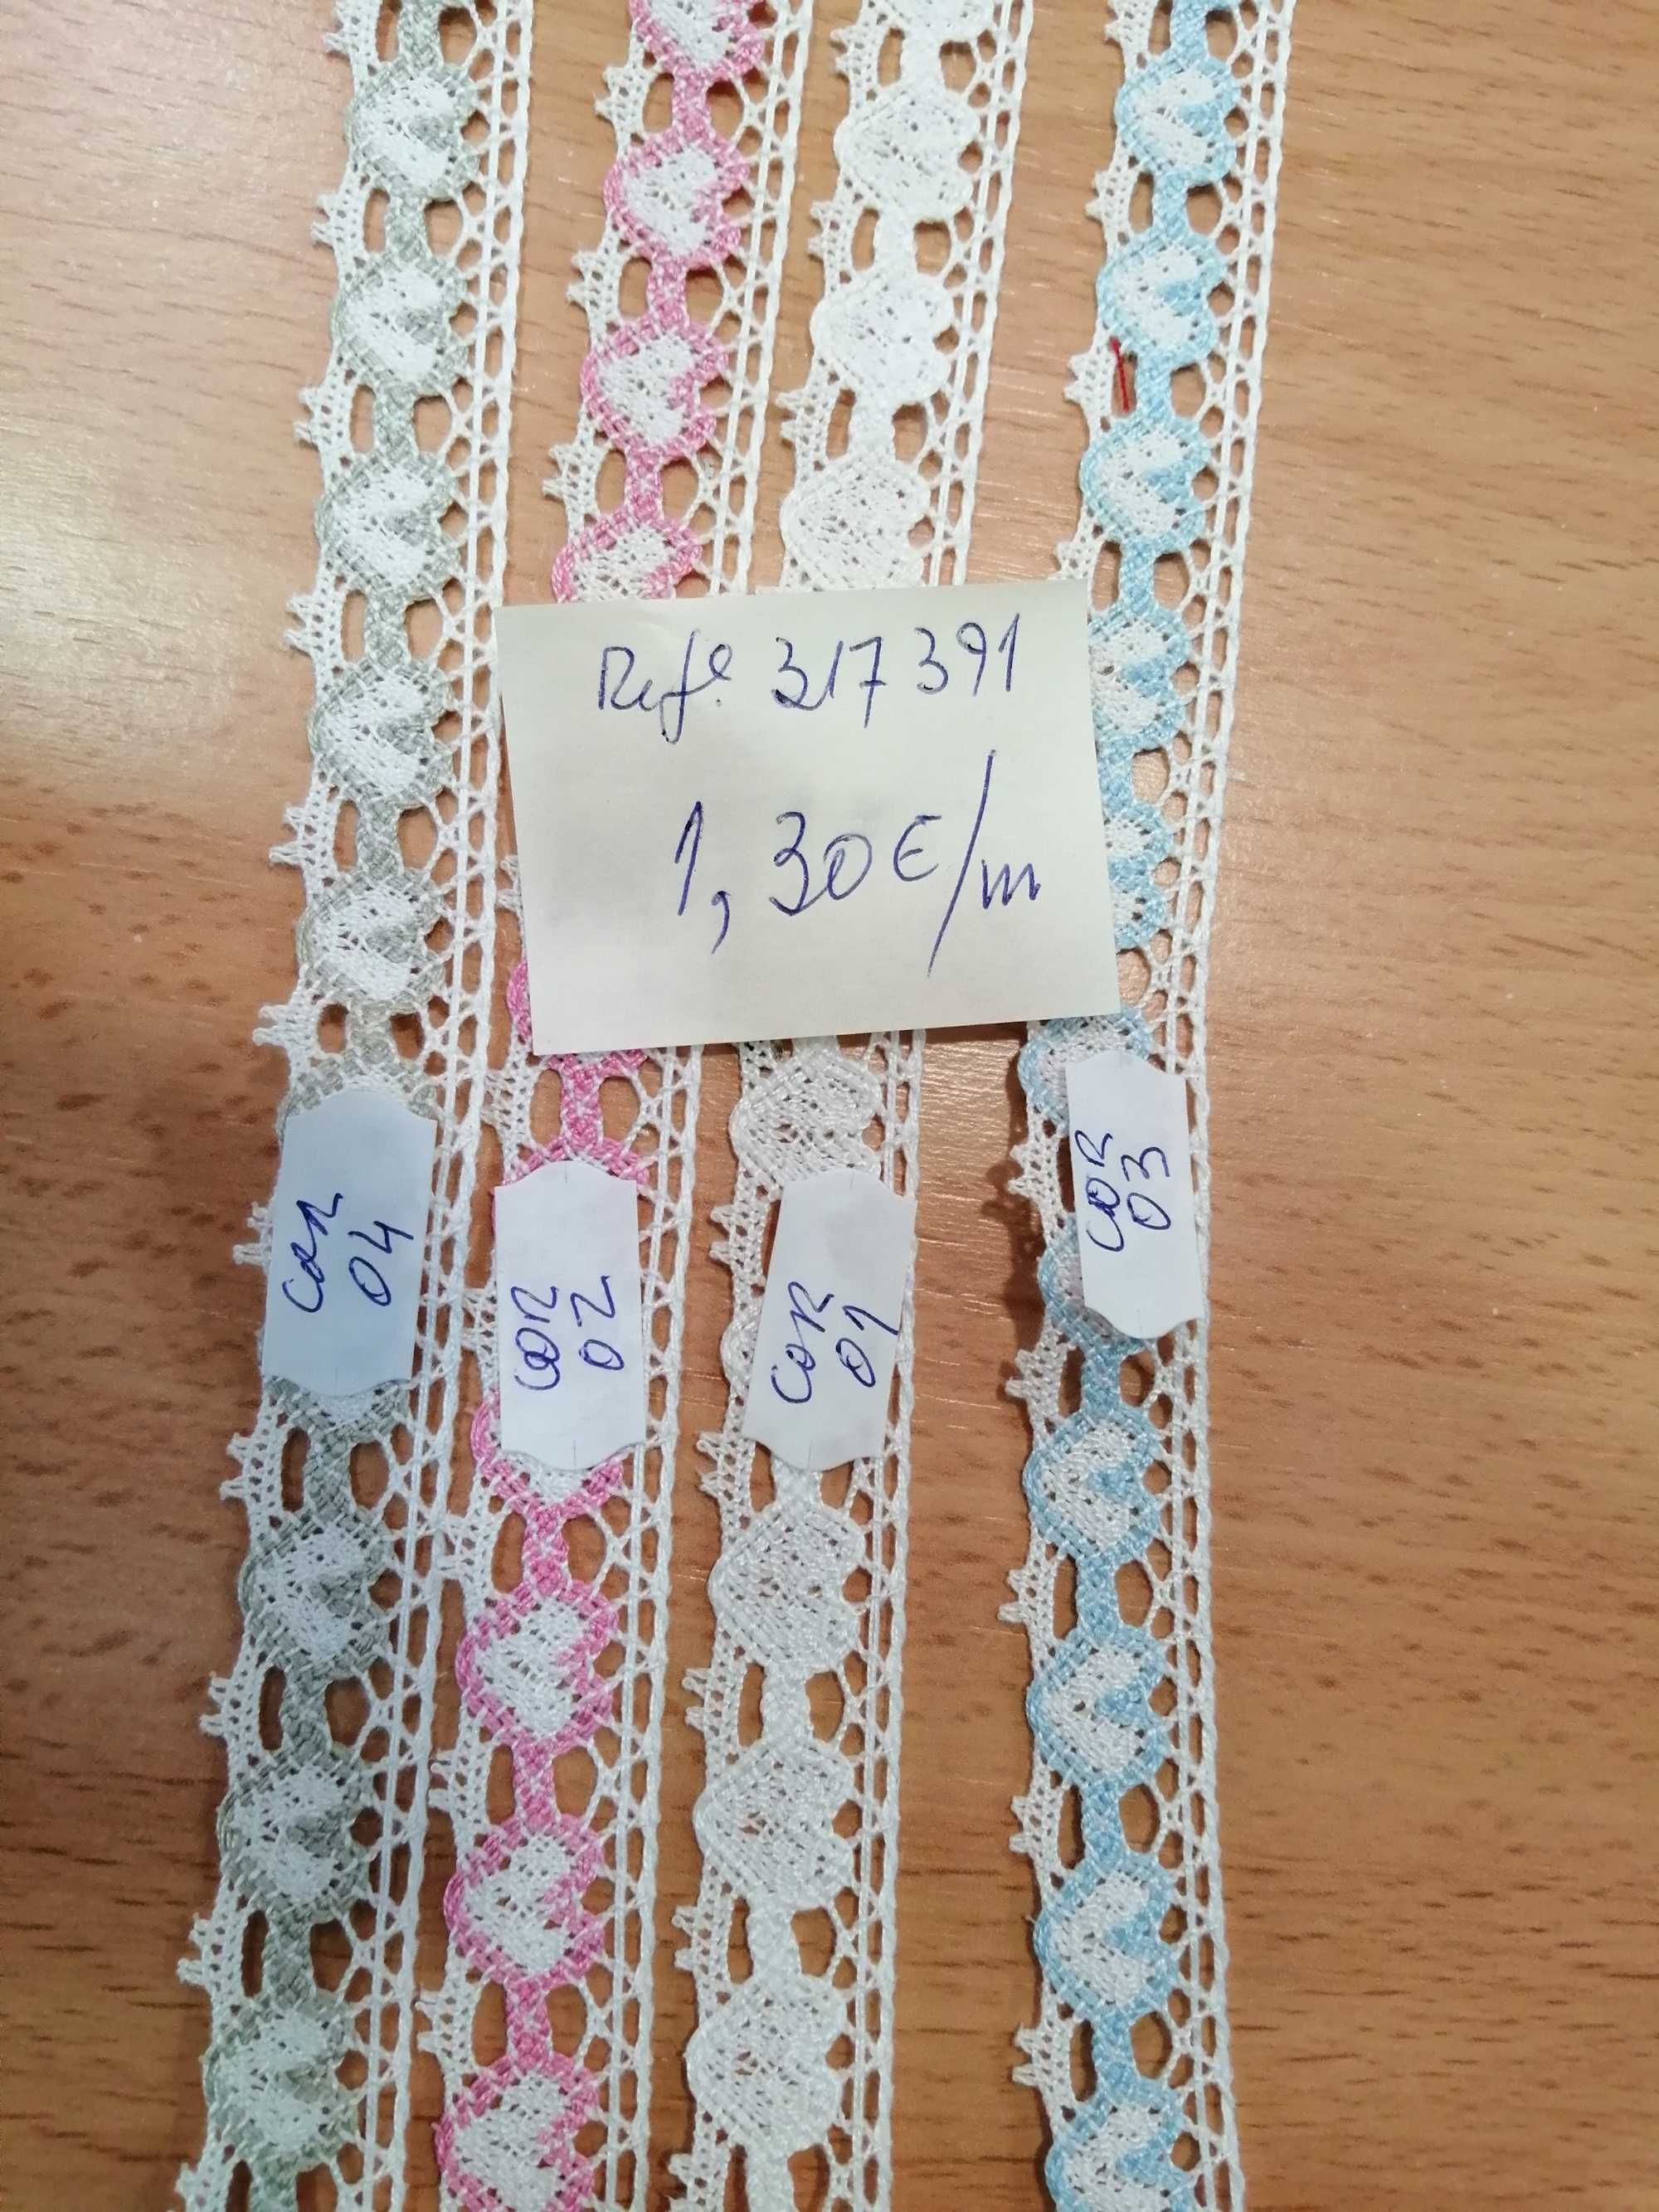 Refª. 317391
1,30€/m
COR
04
COR
02
COR
01
COR
03